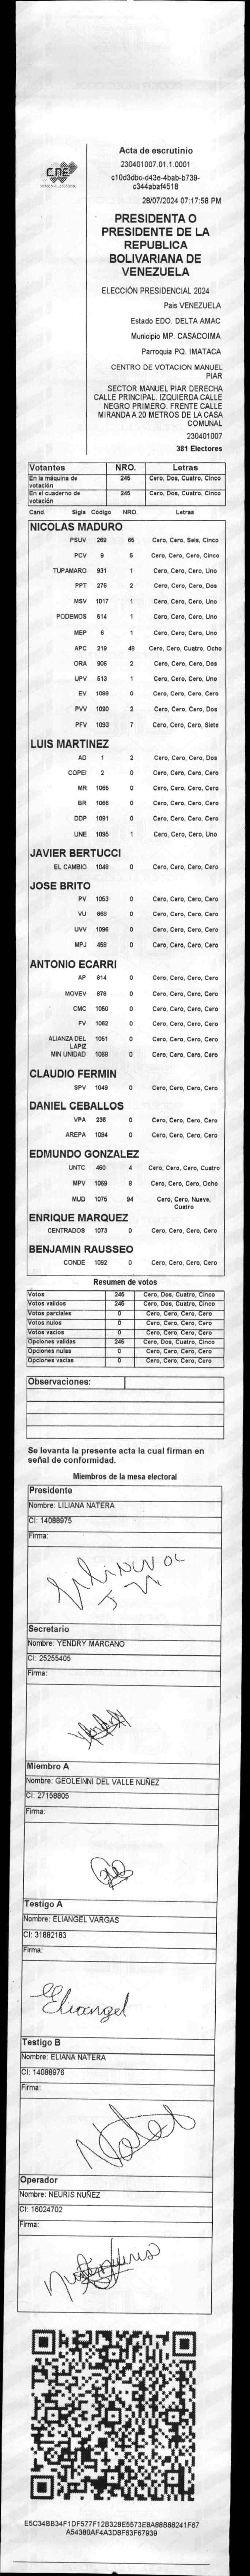 Acta de escrutinio
230401007.01.1.0001
c10d3dbc-d43e-4bab-b739-
c344abaf4518
28/07/2024 07:17:58 PM
CNE
PRESIDENTA O
PRESIDENTE DE LA
REPUBLICA
BOLIVARIANA DE
VENEZUELA
ELECCIÓN PRESIDENCIAL 2024
Pais VENEZUELA
Estado EDO. DELTA AMAC
Municipio MP. CASACOIMA
Parroquia PQ. IMATACA
CENTRO DE VOTACION MANUEL
PIAR
SECTOR MANUEL PIAR DERECHA
CALLE PRINCIPAL. IZQUIERDA CALLE
NEGRO PRIMERO. FRENTE CALLE
MIRANDA A 20 METROS DE LA CASA
COMUNAL
230401007
381 Electores
Votantes NRO. Letras
En la máquina de votación 245 Cero, Dos, Cuatro, Cinco
En el cuaderno de votación 245 Cero, Dos, Cuatro, Cinco
Cand. Sigla Código NRO. Letras
NICOLAS MADURO
PSUV 269 65 Cero, Cero, Seis, Cinco
PCV 9 5 Cero, Cero, Cero, Cinco
TUPAMARO 931 1 Cero, Cero, Cero, Uno
PPT 276 2 Cero, Cero, Cero, Dos
MSV 1017 1 Cero, Cero, Cero, Uno
PODEMOS 514 1 Cero, Cero, Cero, Uno
MEP 6 1 Cero, Cero, Cero, Uno
APC 219 48 Cero, Cero, Cuatro, Ocho
ORA 906 2 Cero, Cero, Cero, Dos
UPV 513 1 Cero, Cero, Cero, Uno
EV 1089 0 Cero, Cero, Cero, Cero
PVV 1090 2 Cero, Cero, Cero, Dos
PFV 1093 7 Cero, Cero, Cero, Siete
LUIS MARTINEZ
AD 1 2 Cero, Cero, Cero, Dos
COPEI 2 0 Cero, Cero, Cero, Cero
MR 1065 0 Cero, Cero, Cero, Cero
BR 1066 0 Cero, Cero, Cero, Cero
DDP 1091 0 Cero, Cero, Cero, Cero
UNE 1095 1 Cero, Cero, Cero, Uno
JAVIER BERTUCCI
EL CAMBIO 1048 0 Cero, Cero, Cero, Cero
JOSE BRITO
PV 1053 0 Cero, Cero, Cero, Cero
VU 868 0 Cero, Cero, Cero, Cero
UVV 1096 0 Cero, Cero, Cero, Cero
MPJ 458 0 Cero, Cero, Cero, Cero
ANTONIO ECARRI
AP 814 0 Cero, Cero, Cero, Cero
MOVEV 878 0 Cero, Cero, Cero, Cero
CMC 1050 0 Cero, Cero, Cero, Cero
FV 1062 0 Cero, Cero, Cero, Cero
ALIANZA DEL LAPIZ 1051 0 Cero, Cero, Cero, Cero
MIN UNIDAD 1068 0 Cero, Cero, Cero, Cero
CLAUDIO FERMIN
SPV 1049 0 Cero, Cero, Cero, Cero
DANIEL CEBALLOS
VPA 236 0 Cero, Cero, Cero, Cero
AREPA 1094 0 Cero, Cero, Cero, Cero
EDMUNDO GONZALEZ
UNTC 460 4 Cero, Cero, Cero, Cuatro
MPV 1069 8 Cero, Cero, Cero, Ocho
MUD 1075 94 Cero, Cero, Nueve, Cuatro
ENRIQUE MARQUEZ
CENTRADOS 1073 0 Cero, Cero, Cero, Cero
BENJAMIN RAUSSEO
CONDE 1092 0 Cero, Cero, Cero, Cero
Resumen de votos
Votos 245 Cero, Dos, Cuatro, Cinco
Votos validos 245 Cero, Dos, Cuatro, Cinco
Votos parciales 0 Cero, Cero, Cero, Cero
Votos nulos 0 Cero, Cero, Cero, Cero
Votos vacios 0 Cero, Cero, Cero, Cero
Opciones validas 245 Cero, Dos, Cuatro, Cinco
Opciones nulas 0 Cero, Cero, Cero, Cero
Opciones vacias 0 Cero, Cero, Cero, Cero
Observaciones:
Se levanta la presente acta la cual firman en
señal de conformidad.
Miembros de la mesa electoral
Presidente
Nombre: LILIANA NATERA
CI: 14088975
Firma:
Secretario
Nombre: YENDRY MARCANO
CI: 25255405
Firma:
Miembro A
Nombre: GEOLEINNI DEL VALLE NUÑEZ
CI: 27158805
Firma:
Testigo A
Nombre: ELIANGEL VARGAS
CI: 31882183
Firma:
Eliangel
Testigo B
Nombre: ELIANA NATERA
CI: 14088976
Firma:
Operador
Nombre: NEURIS NUÑEZ
CI: 16024702
Firma:
E5C34BB34F1DF577F12B328E5573E8A88B88241F67
A54380AF4A3D8F63F67939